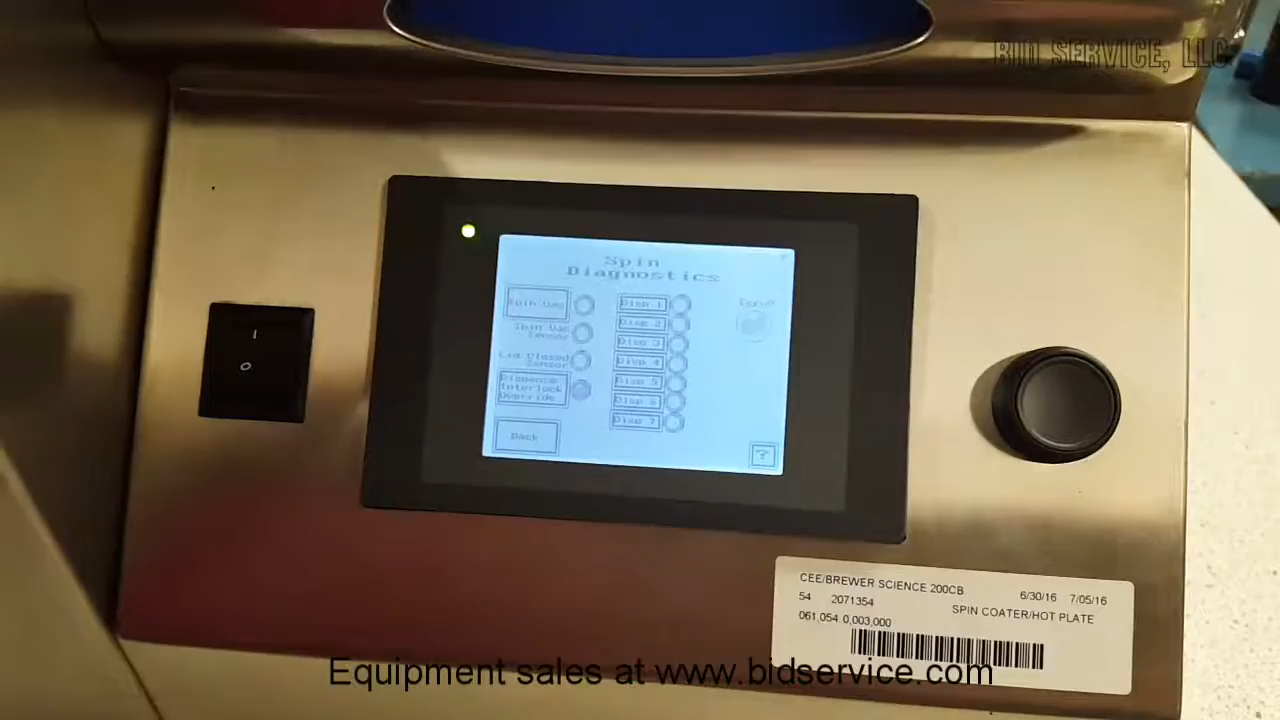 BID SERVICE, LLC
Spin
Diagnostics
Spin Vac
Spin Vac
Sensor
Lid Closed
Sensor
Dispense
Interlock
Override
Back
Disp 1
Disp 2
Disp 3
Disp 4
Disp 5
Disp 6
Disp 7
?
I
O
CEE/BREWER SCIENCE 200CB
6/30/16 7/05/16
54 2071354
SPIN COATER/HOT PLATE
061,054.0,003,000
Equipment sales at www.bidservice.com